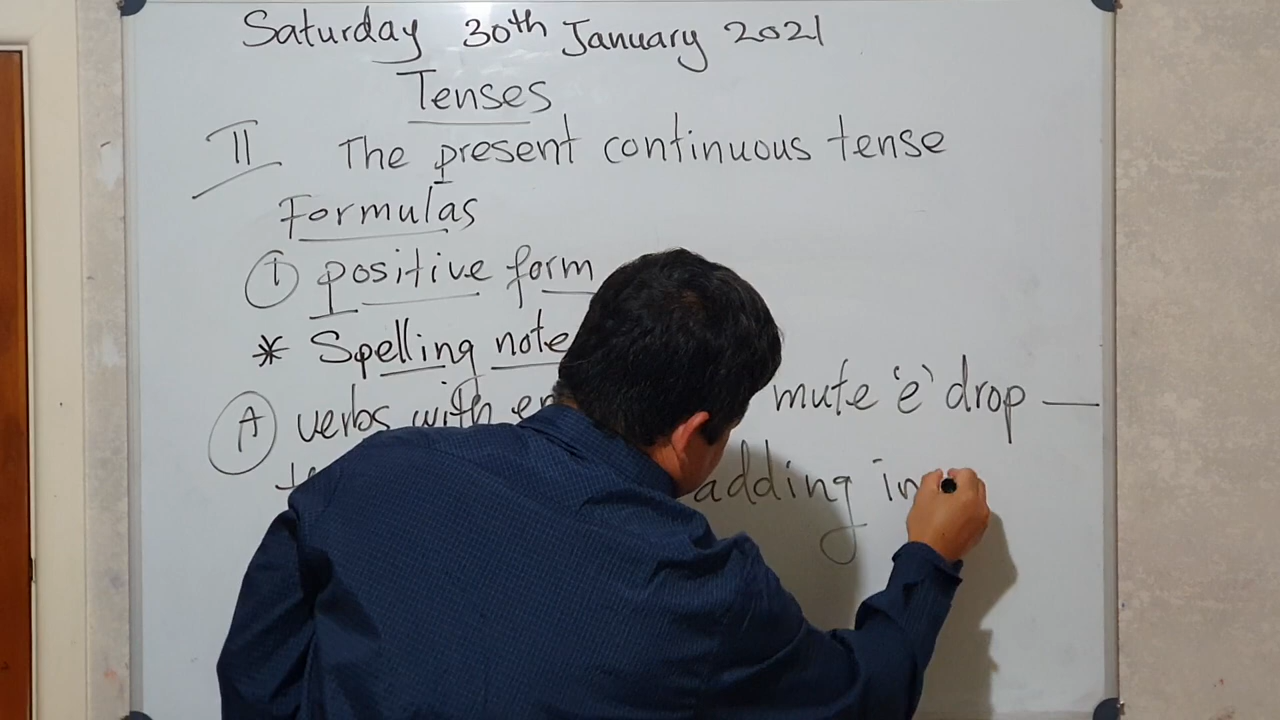 Saturday 30th January 2021
Tenses
II The present continuous tense
Formulas
① positive form
* Spelling note
Ⓐ verbs with mute 'e' drop —
adding in